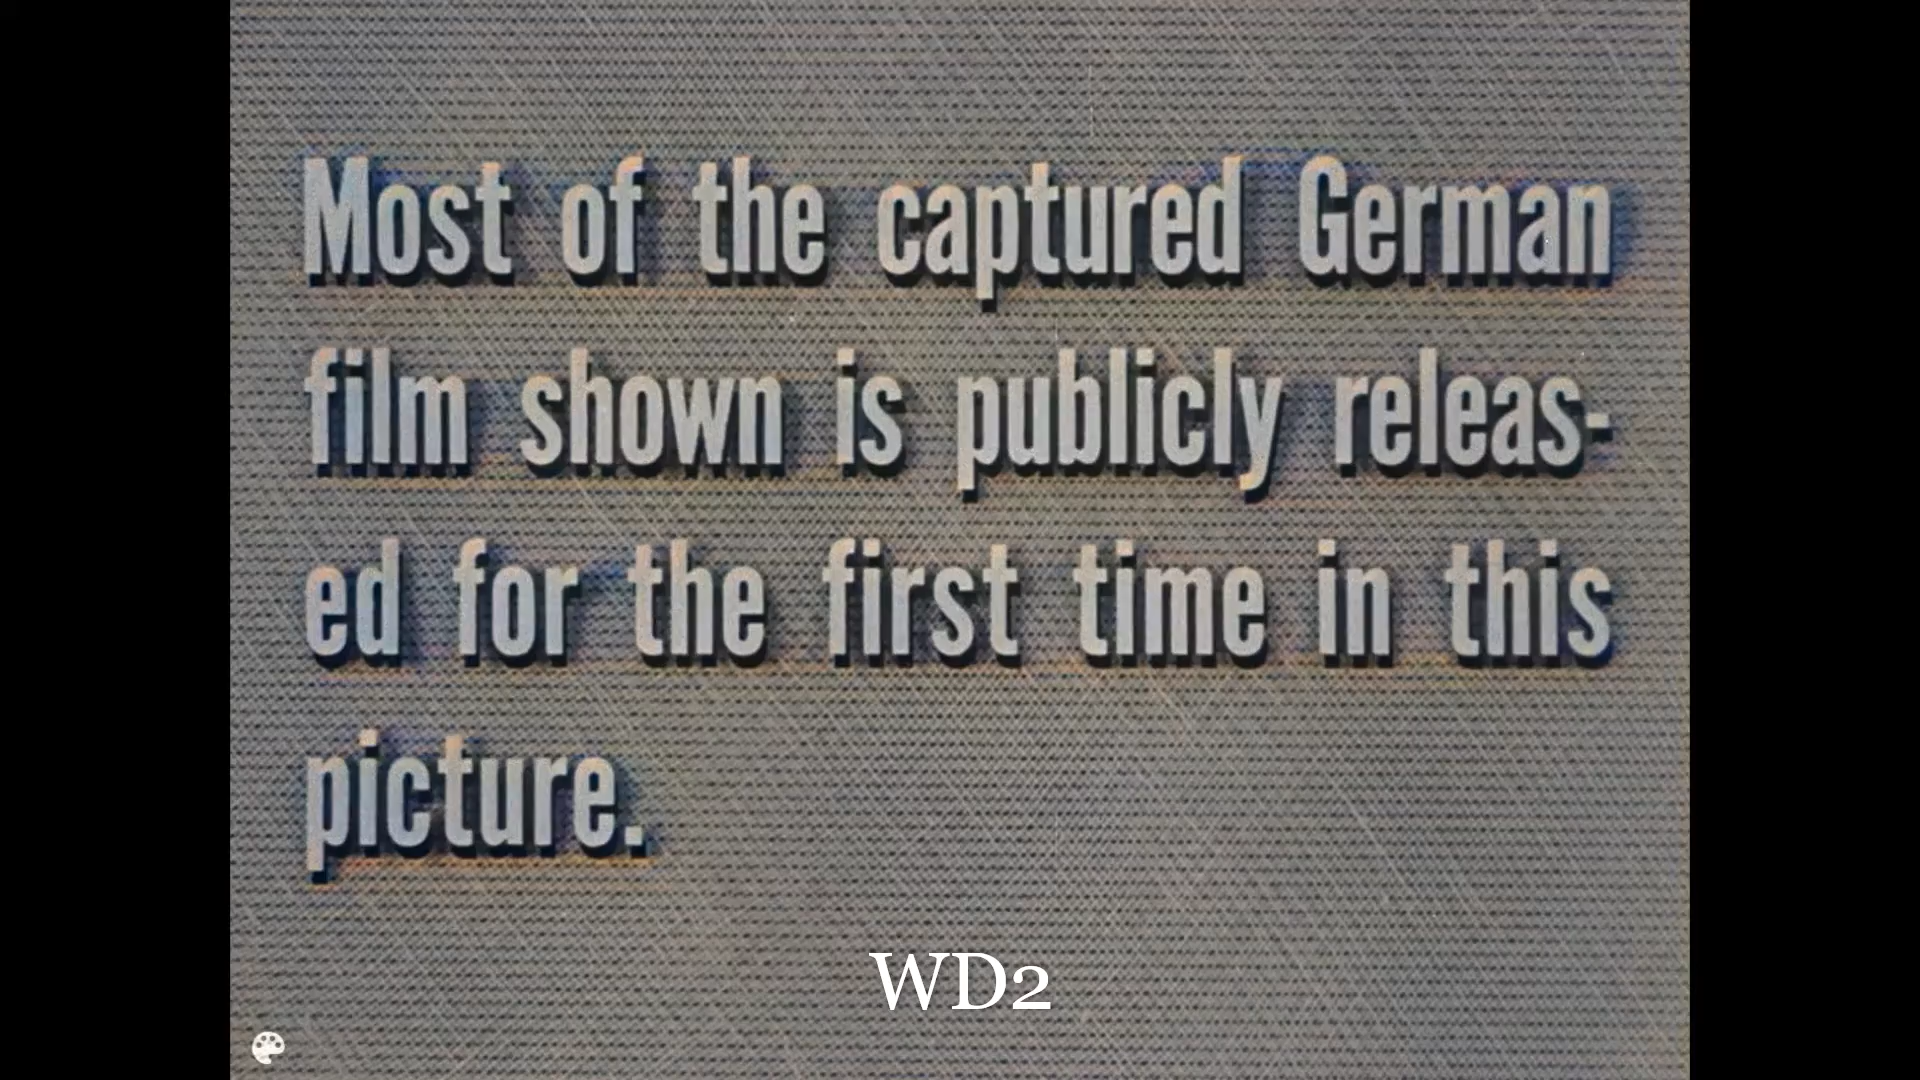 Most of the captured German
film shown is publicly releas-
ed for the first time in this
picture.
WD2